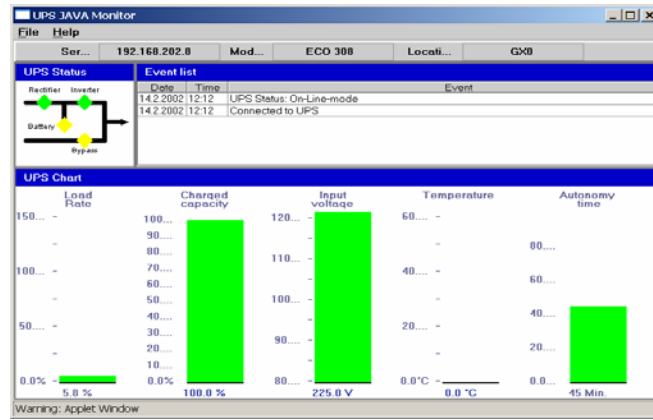 UPS JAVA Monitor
File Help
Ser... 192.168.202.8 Mod... ECO 308 Locati... GX0
UPS Status Event list
Date Time Event
14.2.2002 12:12 UPS Status: On-Line-mode
14.2.2002 12:12 Connected to UPS
Rectifier Inverter
Battery
Bypass
UPS Chart
Load Rate
150...
100...
50....
0.0%
5.8 %
Charged capacity
100...
90....
80....
70....
60....
50....
40....
30....
20....
10....
0.0%
100.0 %
Input voltage
120...
110...
100...
90....
80....
225.0 V
Temperature
60....
40....
20....
0.0°C
0.0 °C
Autonomy time
80....
60....
40....
20....
0.0...
45 Min.
Warning: Applet Window